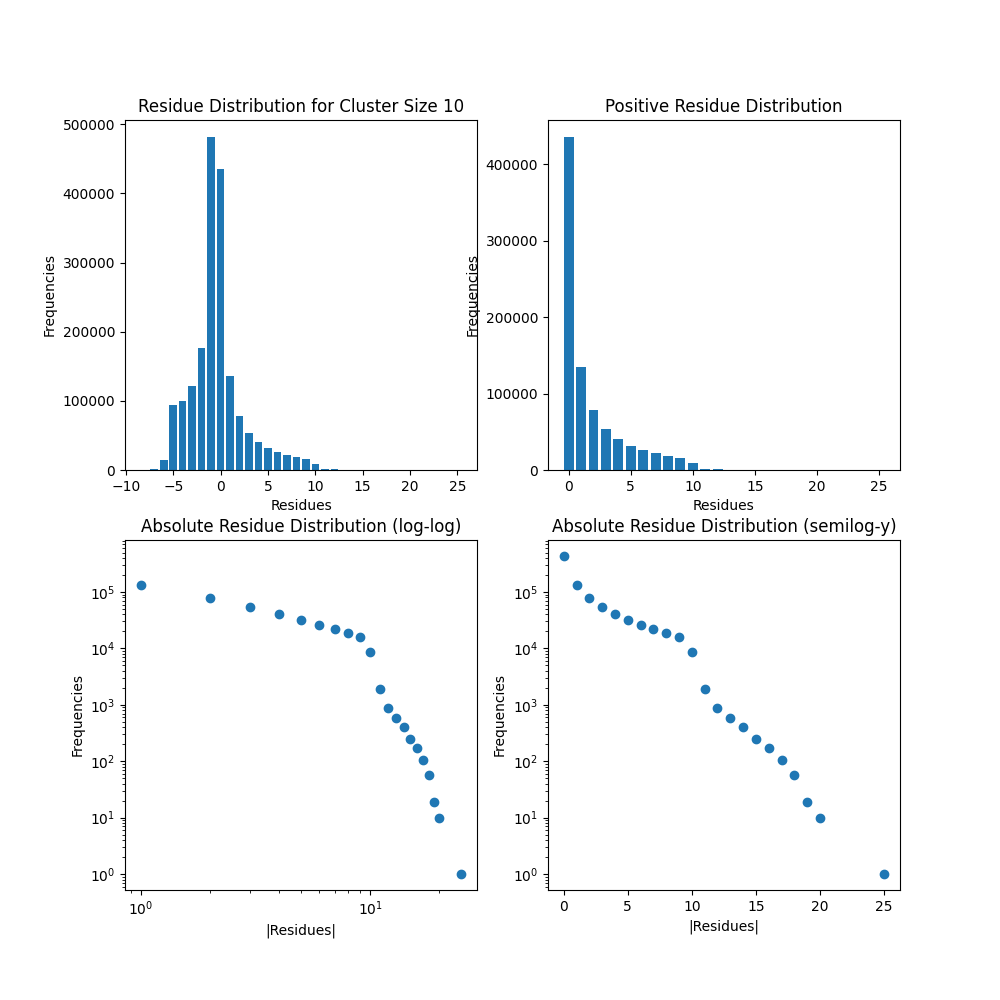 Residue Distribution for Cluster Size 10
Frequencies
500000
400000
300000
200000
100000
0
−10 −5 0 5 10 15 20 25
Residues
Positive Residue Distribution
Frequencies
400000
300000
200000
100000
0
0 5 10 15 20 25
Residues
Absolute Residue Distribution (log-log)
Frequencies
10⁵
10⁴
10³
10²
10¹
10⁰
10⁰ 10¹
|Residues|
Absolute Residue Distribution (semilog-y)
Frequencies
10⁵
10⁴
10³
10²
10¹
10⁰
0 5 10 15 20 25
|Residues|